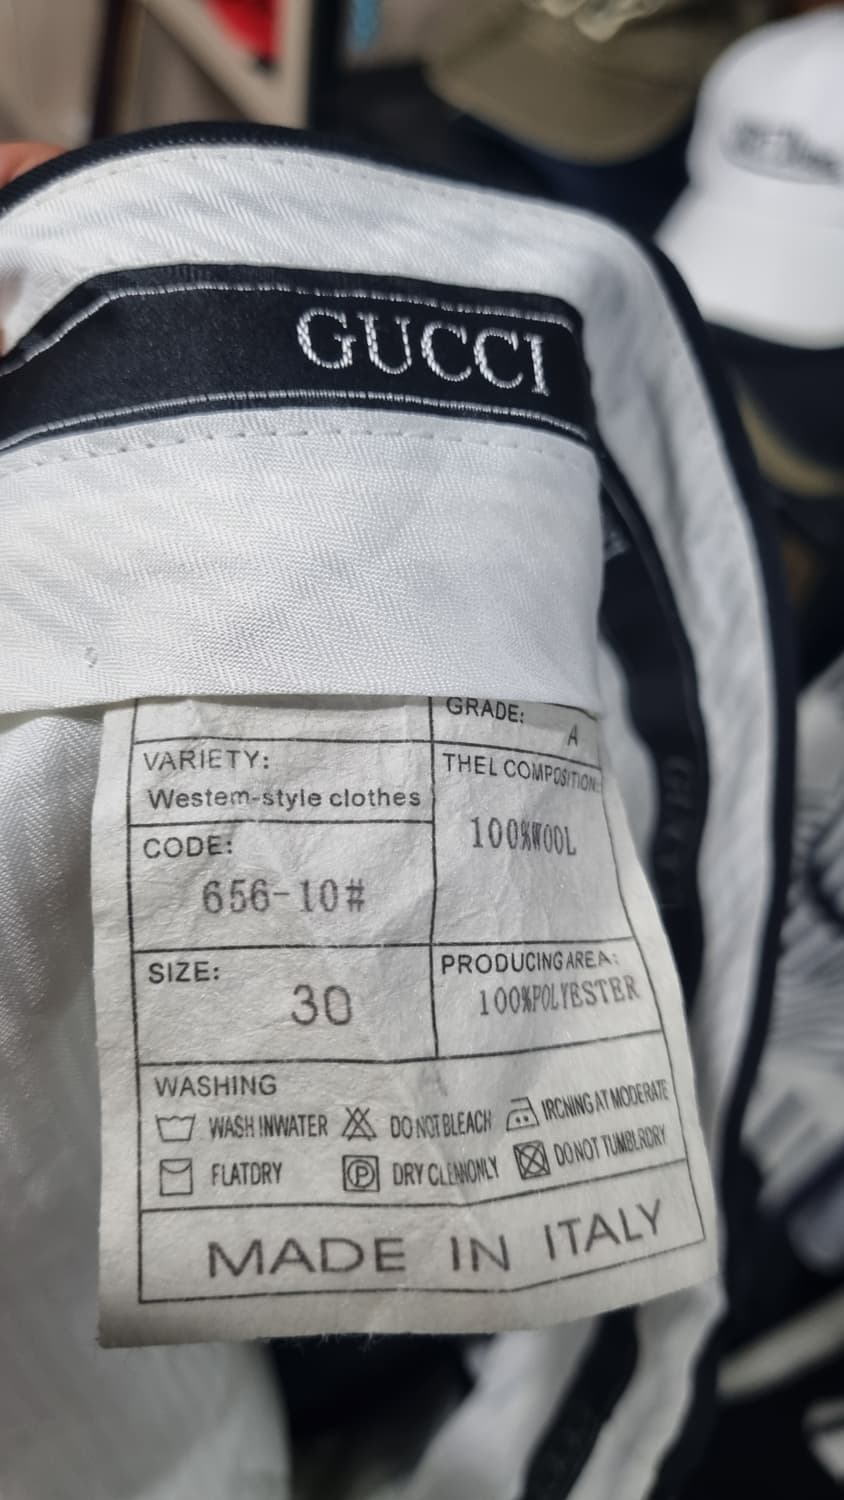 GUCCI
GRADE:
A
VARIETY:
Westem-style clothes
THEL COMPOSITION:
100%WOOL
CODE:
656-10#
SIZE:
30
PRODUCING AREA:
100%POLYESTER
WASHING
WASH INWATER DO NOT BLEACH IRCNING AT MODERATE
FLATDRY P DRY CLEANONLY DO NOT TUMBLRDRY
MADE IN ITALY